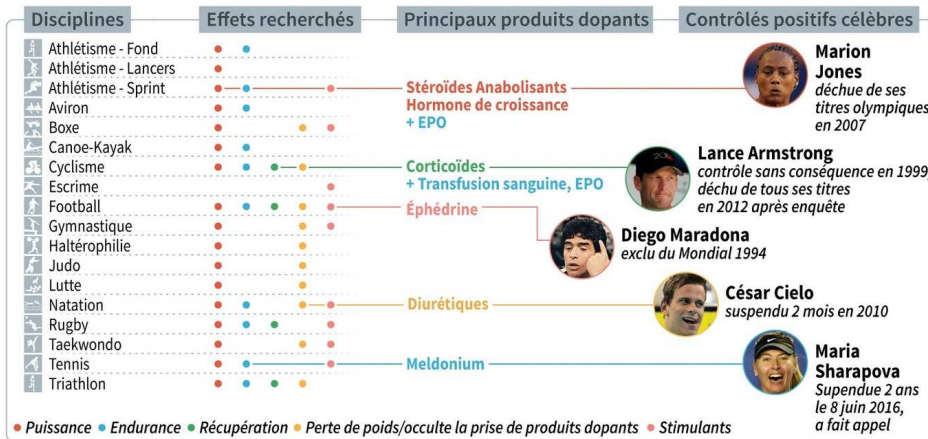 Disciplines
Effets recherchés
Principaux produits dopants
Contrôlés positifs célèbres
Athlétisme - Fond
Athlétisme - Lancers
Athlétisme - Sprint
Aviron
Boxe
Canoe-Kayak
Cyclisme
Escrime
Football
Gymnastique
Haltérophilie
Judo
Lutte
Natation
Rugby
Taekwondo
Tennis
Triathlon
Stéroïdes Anabolisants
Hormone de croissance
+ EPO
Corticoïdes
+ Transfusion sanguine, EPO
Éphédrine
Diurétiques
Meldonium
Marion
Jones
déchue de ses
titres olympiques
en 2007
Lance Armstrong
contrôle sans conséquence en 1999,
déchu de tous ses titres
en 2012 après enquête
Diego Maradona
exclu du Mondial 1994
César Cielo
suspendu 2 mois en 2010
Maria
Sharapova
Supendue 2 ans
le 8 juin 2016,
a fait appel
Puissance
Endurance
Récupération
Perte de poids/occulte la prise de produits dopants
Stimulants